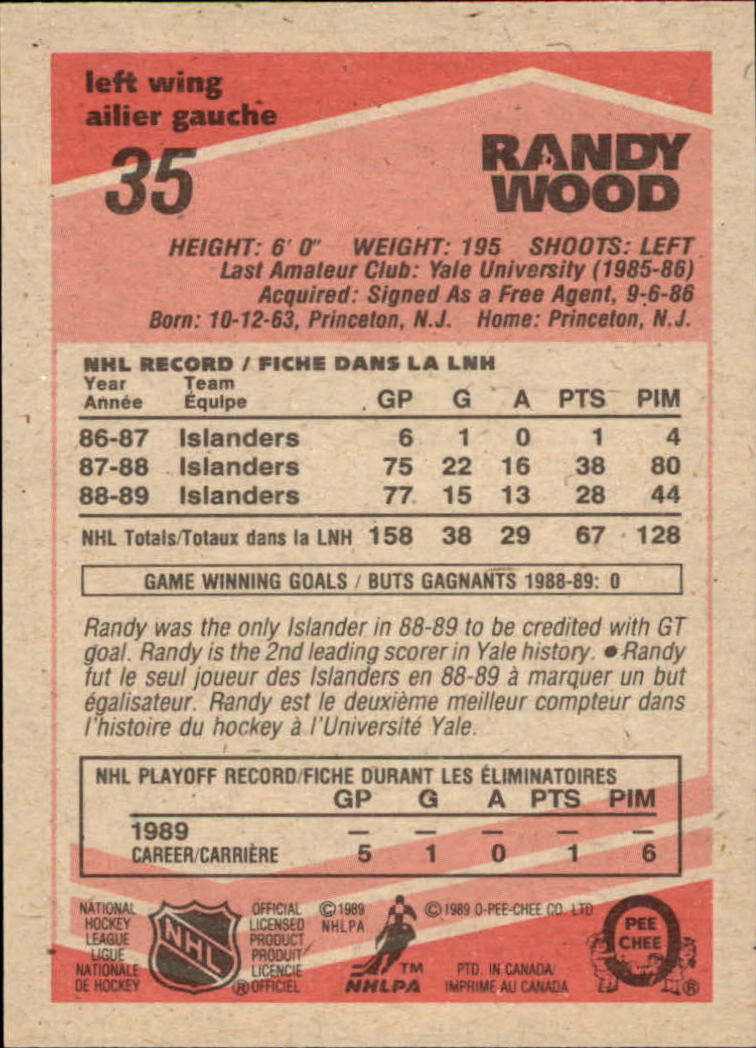 left wing
ailier gauche
35
RANDY
WOOD
HEIGHT: 6' 0" WEIGHT: 195 SHOOTS: LEFT
Last Amateur Club: Yale University (1985-86)
Acquired: Signed As a Free Agent, 9-6-86
Born: 10-12-63, Princeton, N.J. Home: Princeton, N.J.
NHL RECORD / FICHE DANS LA LNH
Year Team
Année Équipe GP G A PTS PIM
86-87 Islanders 6 1 0 1 4
87-88 Islanders 75 22 16 38 80
88-89 Islanders 77 15 13 28 44
NHL Totals/Totaux dans la LNH 158 38 29 67 128
GAME WINNING GOALS / BUTS GAGNANTS 1988-89: 0
Randy was the only Islander in 88-89 to be credited with GT
goal. Randy is the 2nd leading scorer in Yale history. ●Randy
fut le seul joueur des Islanders en 88-89 à marquer un but
égalisateur. Randy est le deuxième meilleur compteur dans
l'histoire du hockey à l'Université Yale.
NHL PLAYOFF RECORD/FICHE DURANT LES ÉLIMINATOIRES
GP G A PTS PIM
1989 — — — — —
CAREER/CARRIÈRE 5 1 0 1 6
NATIONAL
HOCKEY
LEAGUE
LIGUE
NATIONALE
DE HOCKEY
NHL
®
OFFICIAL
LICENSED
PRODUCT
PRODUIT
LICENCIE
OFFICIEL
©1989
NHLPA
TM
NHLPA
©1989 O-PEE-CHEE CO. LTD
PTD. IN CANADA
IMPRIME AU CANADA
O
PEE
CHEE
®